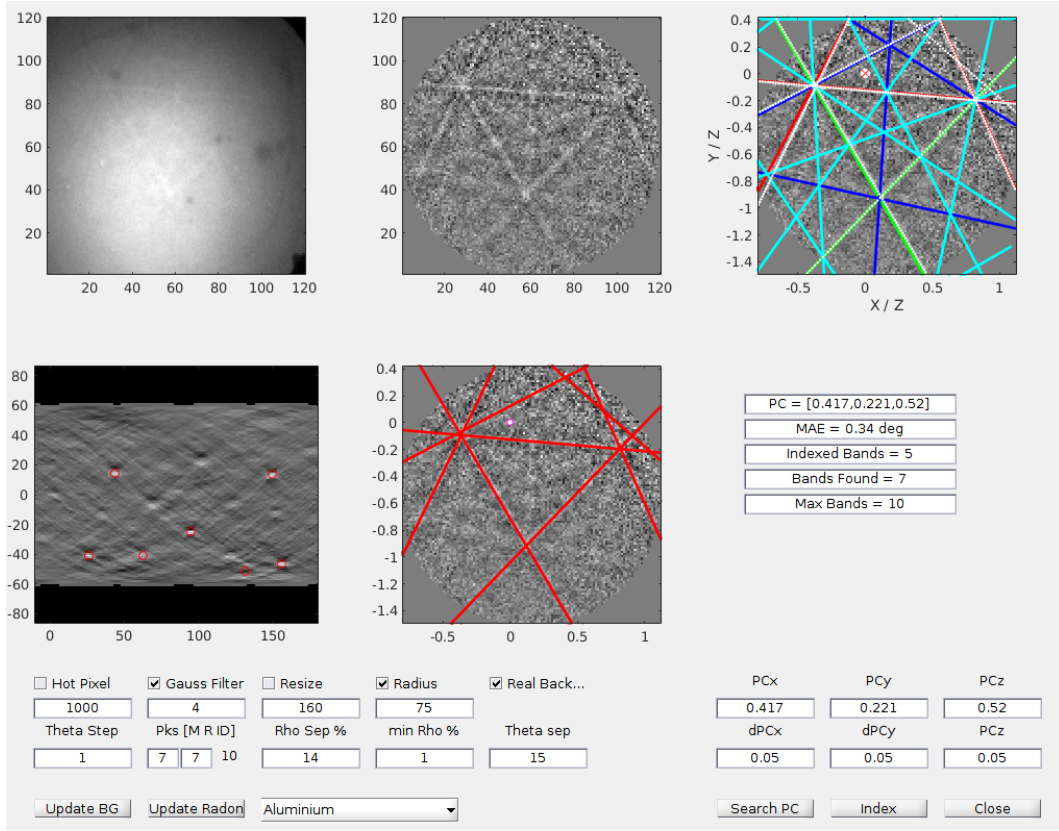 120
100
80
60
40
20
20 40 60 80 100 120
120
100
80
60
40
20
20 40 60 80 100 120
0.4
0.2
0
-0.2
-0.4
-0.6
-0.8
-1
-1.2
-1.4
Y / Z
-0.5 0 0.5 1
X / Z
80
60
40
20
0
-20
-40
-60
-80
0 50 100 150
0.4
0.2
0
-0.2
-0.4
-0.6
-0.8
-1
-1.2
-1.4
-0.5 0 0.5 1
PC = [0.417,0.221,0.52]
MAE = 0.34 deg
Indexed Bands = 5
Bands Found = 7
Max Bands = 10
Hot Pixel Gauss Filter Resize Radius Real Back... PCx PCy PCz
1000 4 160 75 0.417 0.221 0.52
Theta Step Pks [M R ID] Rho Sep % min Rho % Theta sep dPCx dPCy PCz
1 7 7 10 14 1 15 0.05 0.05 0.05
Update BG Update Radon Aluminium Search PC Index Close